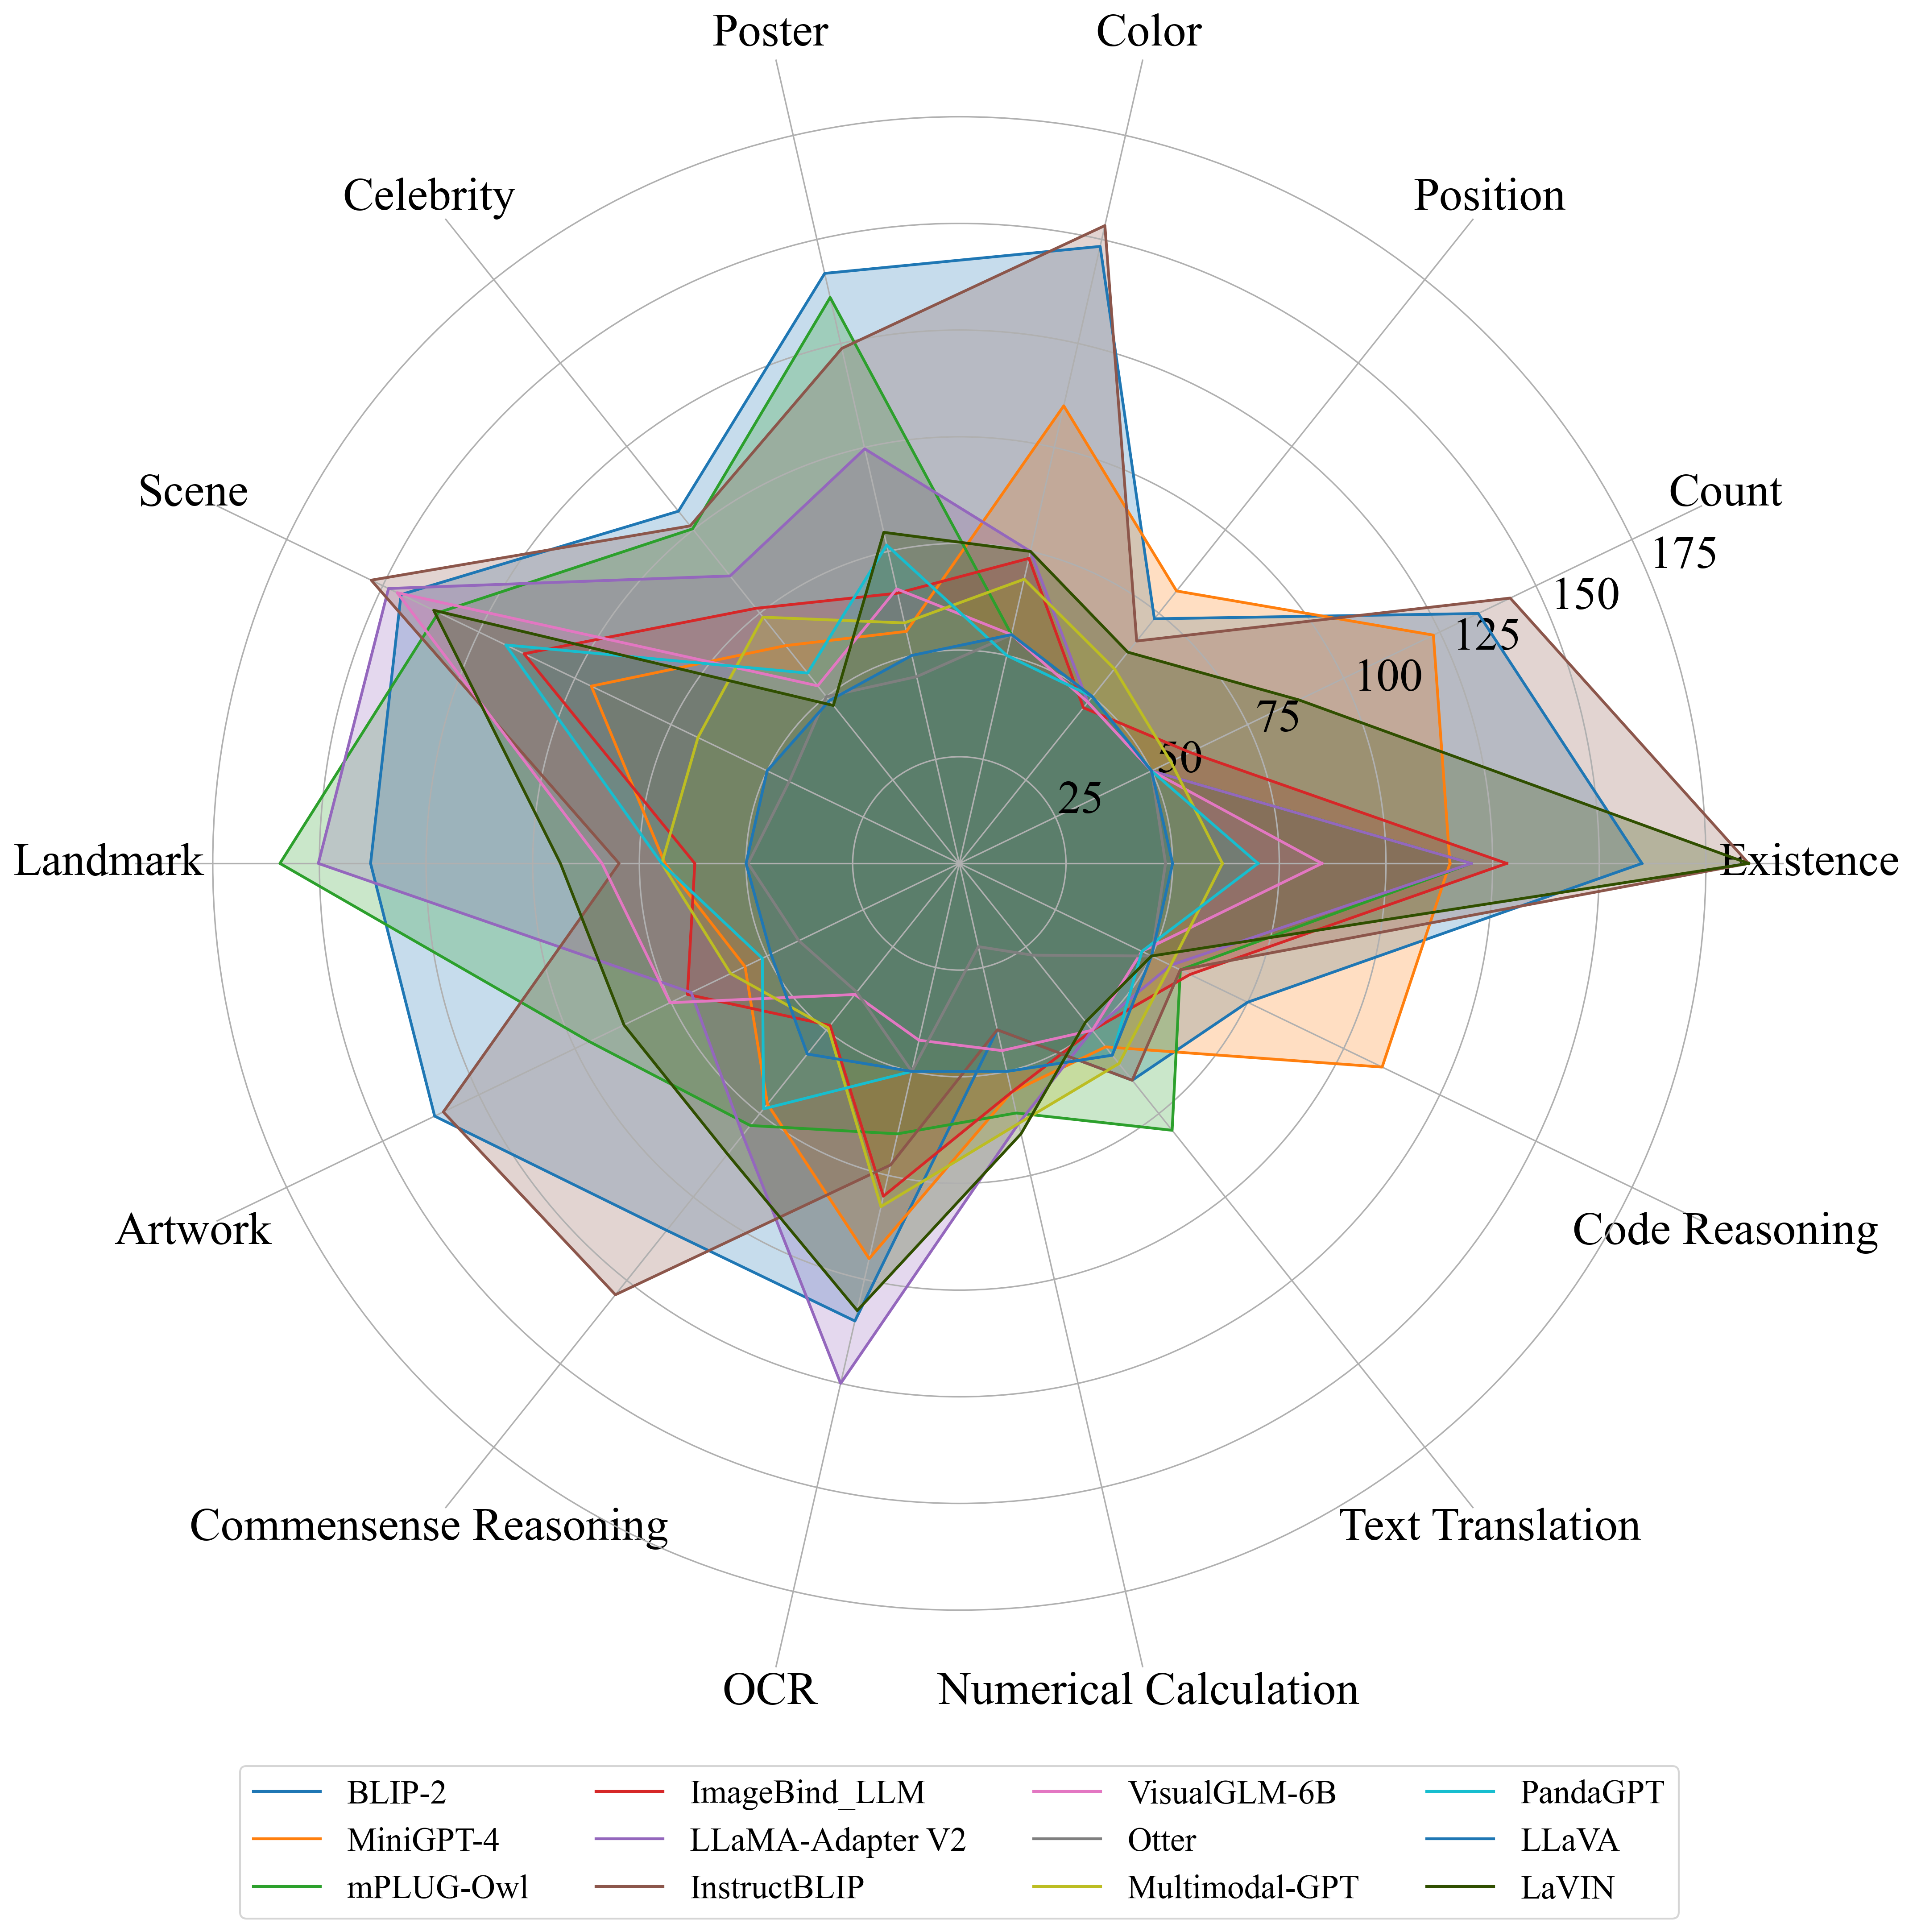 Poster
Color
Celebrity
Position
Scene
Count
175
150
125
100
75
50
25
Landmark
Existence
Artwork
Code Reasoning
Commensense Reasoning
Text Translation
OCR
Numerical Calculation
BLIP-2
ImageBind_LLM
VisualGLM-6B
PandaGPT
MiniGPT-4
LLaMA-Adapter V2
Otter
LLaVA
mPLUG-Owl
InstructBLIP
Multimodal-GPT
LaVIN